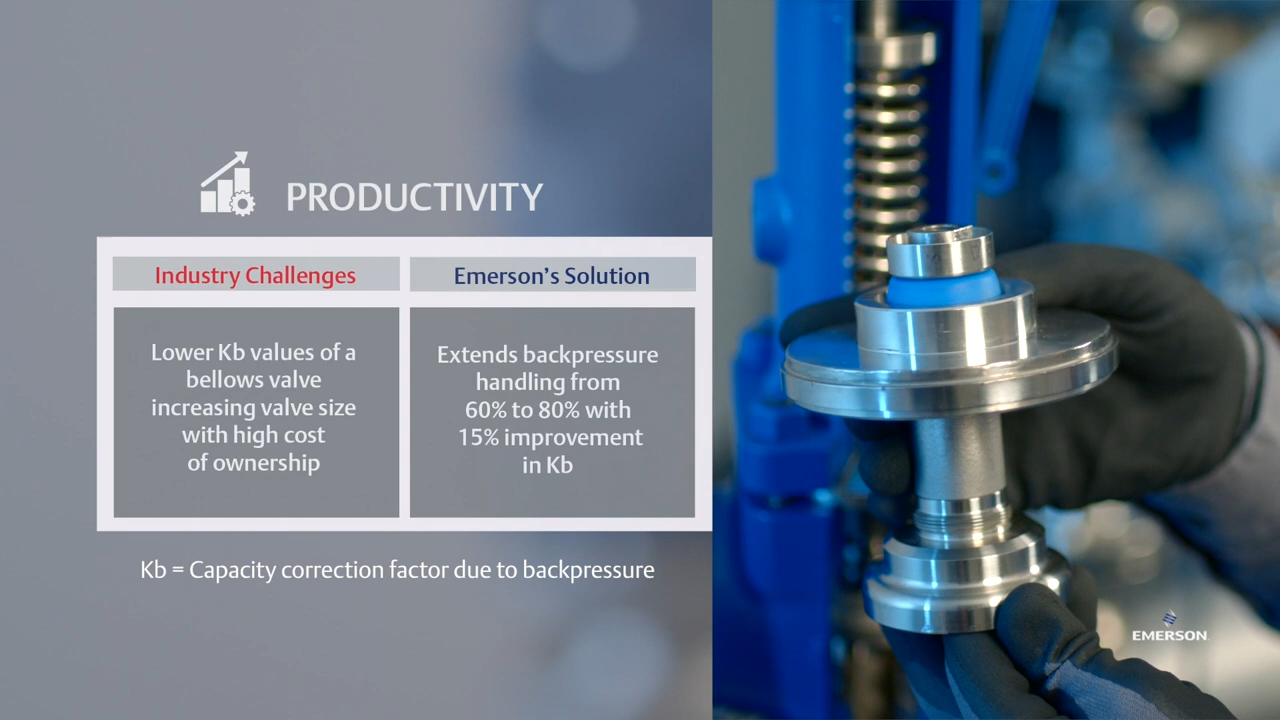 PRODUCTIVITY
Industry Challenges
Emerson's Solution
Lower Kb values of a
bellows valve
increasing valve size
with high cost
of ownership
Extends backpressure
handling from
60% to 80% with
15% improvement
in Kb
Kb = Capacity correction factor due to backpressure
EMERSON